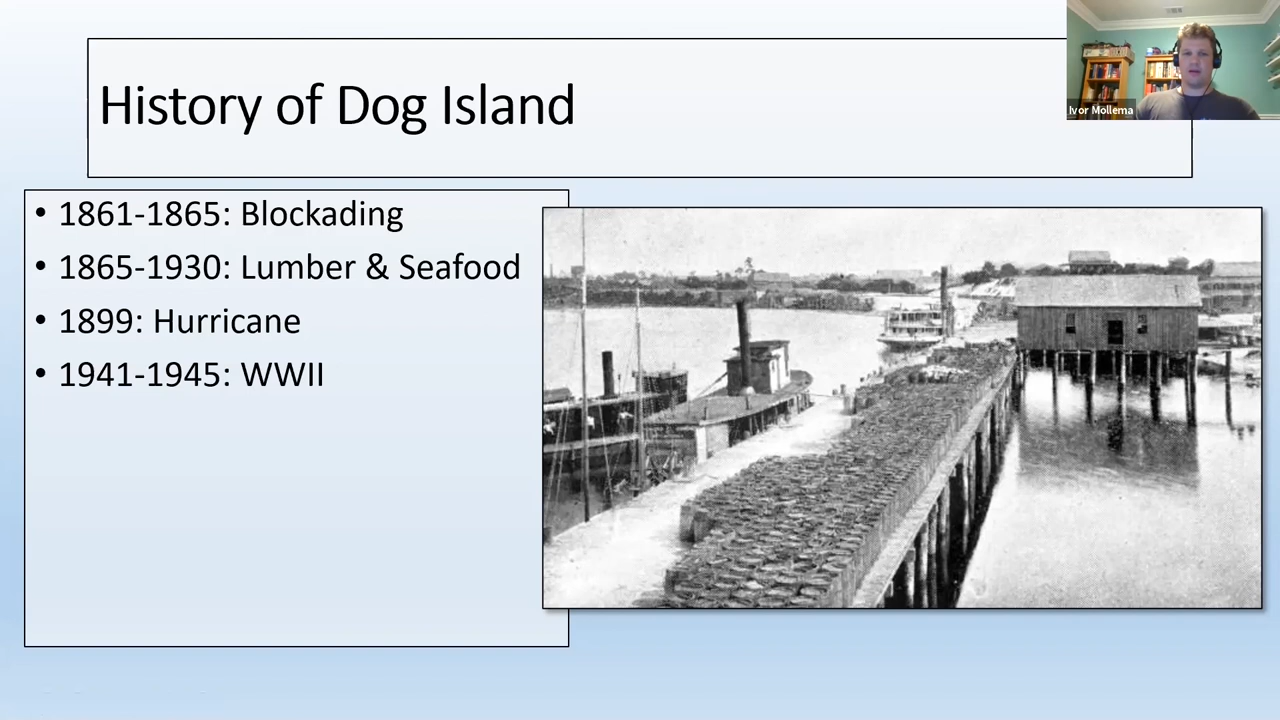 History of Dog Island
Ivor Mollema
• 1861-1865: Blockading
• 1865-1930: Lumber & Seafood
• 1899: Hurricane
• 1941-1945: WWII